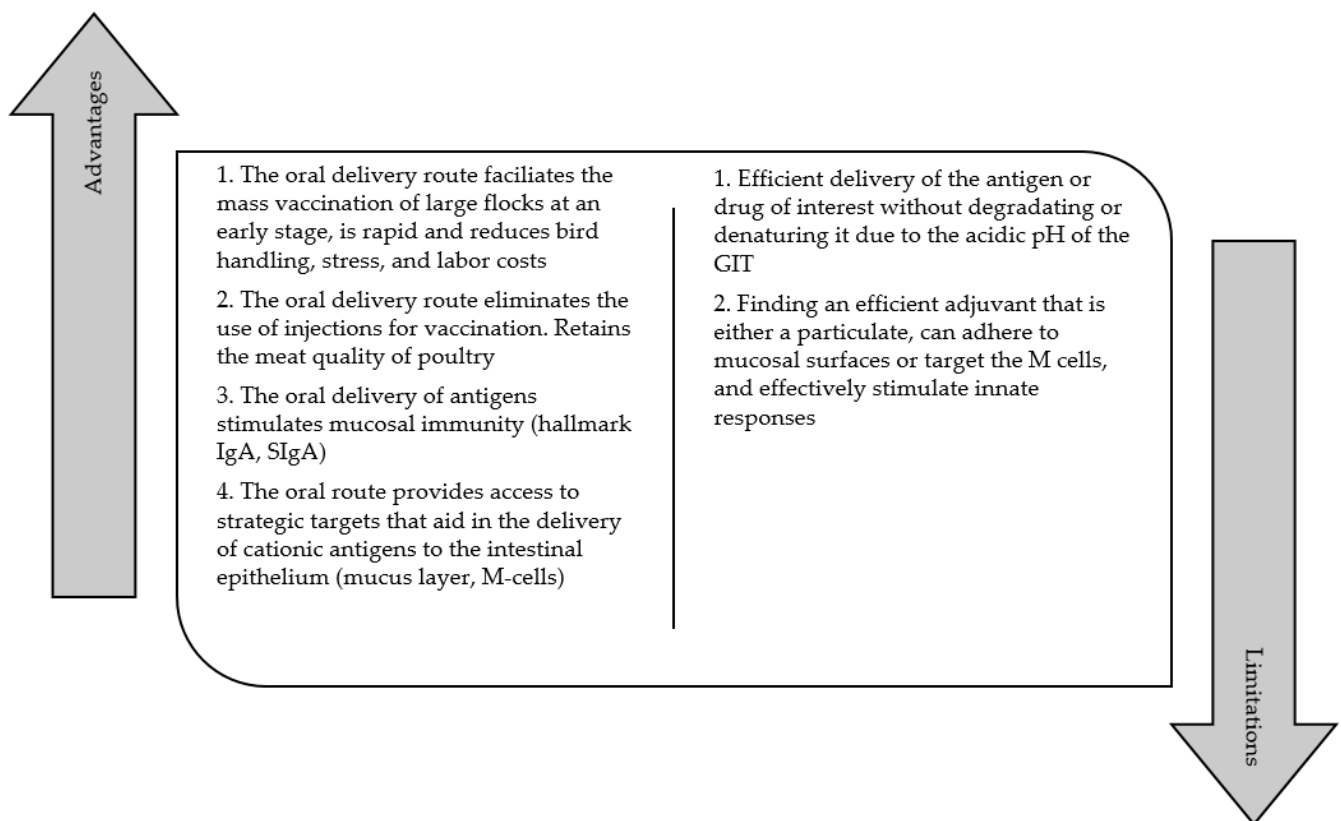 Advantages
1. The oral delivery route faciliates the
mass vaccination of large flocks at an
early stage, is rapid and reduces bird
handling, stress, and labor costs
2. The oral delivery route eliminates the
use of injections for vaccination. Retains
the meat quality of poultry
3. The oral delivery of antigens
stimulates mucosal immunity (hallmark
IgA, SIgA)
4. The oral route provides access to
strategic targets that aid in the delivery
of cationic antigens to the intestinal
epithelium (mucus layer, M-cells)
1. Efficient delivery of the antigen or
drug of interest without degradating or
denaturing it due to the acidic pH of the
GIT
2. Finding an efficient adjuvant that is
either a particulate, can adhere to
mucosal surfaces or target the M cells,
and effectively stimulate innate
responses
Limitations